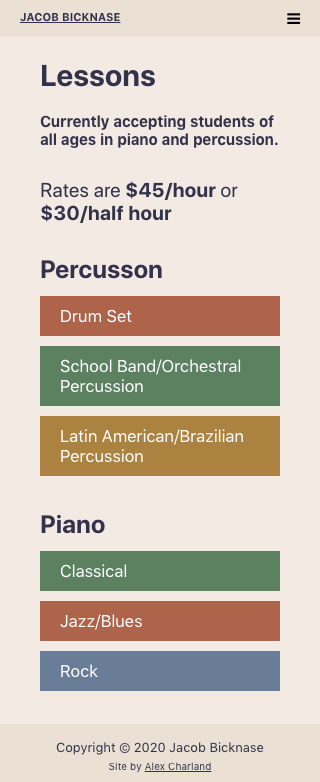 JACOB BICKNASE
Lessons
Currently accepting students of
all ages in piano and percussion.
Rates are $45/hour or
$30/half hour
Percusson
Drum Set
School Band/Orchestral
Percussion
Latin American/Brazilian
Percussion
Piano
Classical
Jazz/Blues
Rock
Copyright © 2020 Jacob Bicknase
Site by Alex Charland